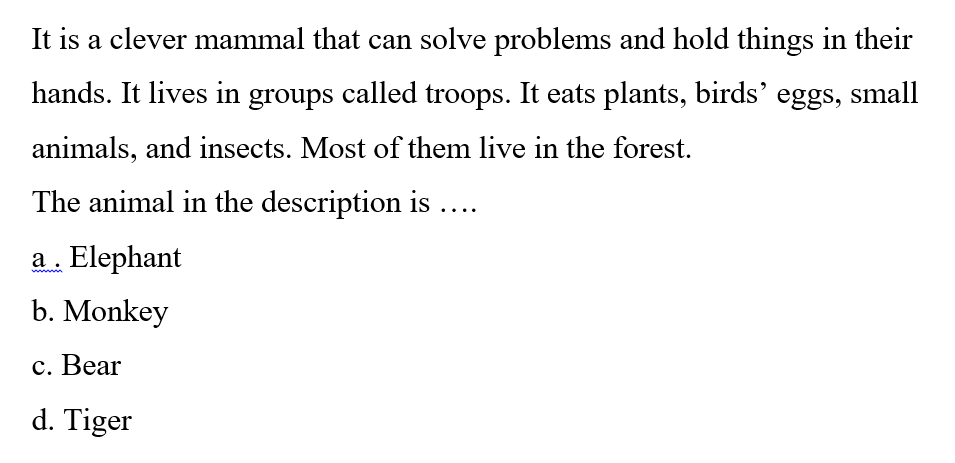 It is a clever mammal that can solve problems and hold things in their
hands. It lives in groups called troops. It eats plants, birds’ eggs, small
animals, and insects. Most of them live in the forest.
The animal in the description is ….
a . Elephant
b. Monkey
c. Bear
d. Tiger